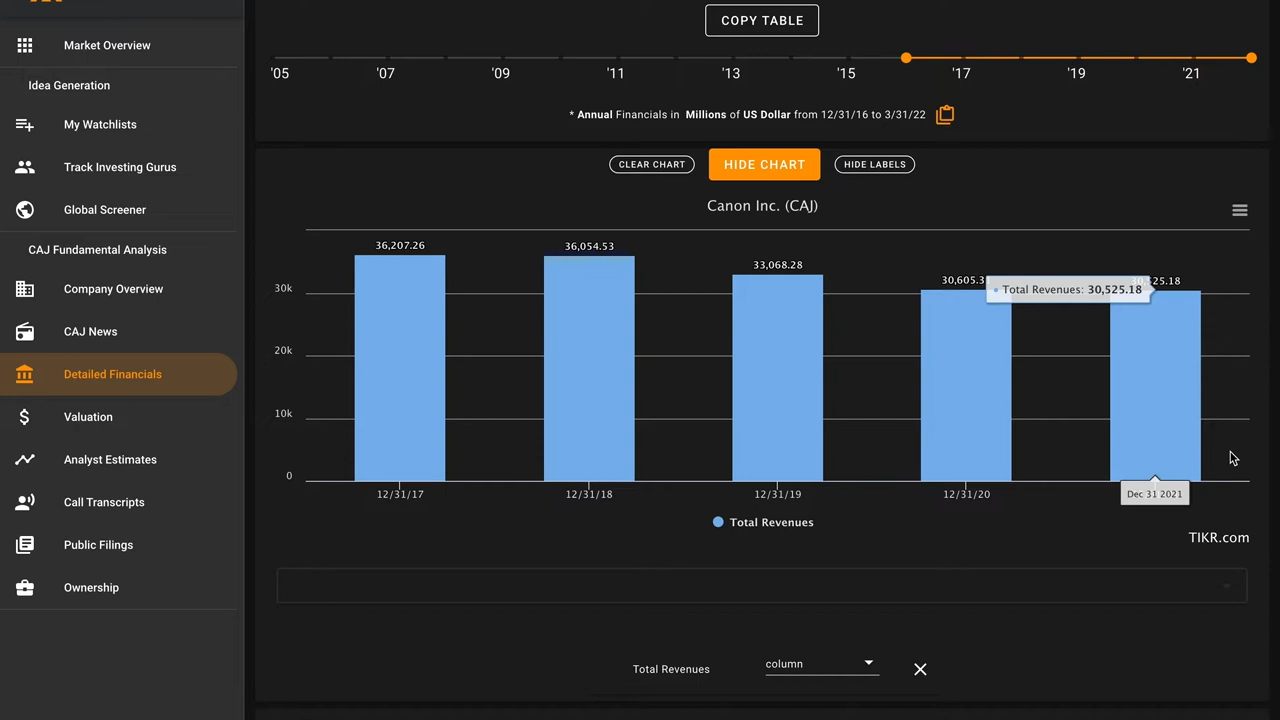 COPY TABLE
'05 '07 '09 '11 '13 '15 '17 '19 '21
* Annual Financials in Millions of US Dollar from 12/31/16 to 3/31/22
CLEAR CHART
HIDE CHART
HIDE LABELS
Canon Inc. (CAJ)
36,207.26
36,054.53
33,068.28
30,605.3
Total Revenues: 30,525.18
25.18
30k
20k
10k
0
12/31/17
12/31/18
12/31/19
12/31/20
Dec 31 2021
Total Revenues
TIKR.com
Total Revenues
column
Market Overview
Idea Generation
My Watchlists
Track Investing Gurus
Global Screener
CAJ Fundamental Analysis
Company Overview
CAJ News
Detailed Financials
Valuation
Analyst Estimates
Call Transcripts
Public Filings
Ownership